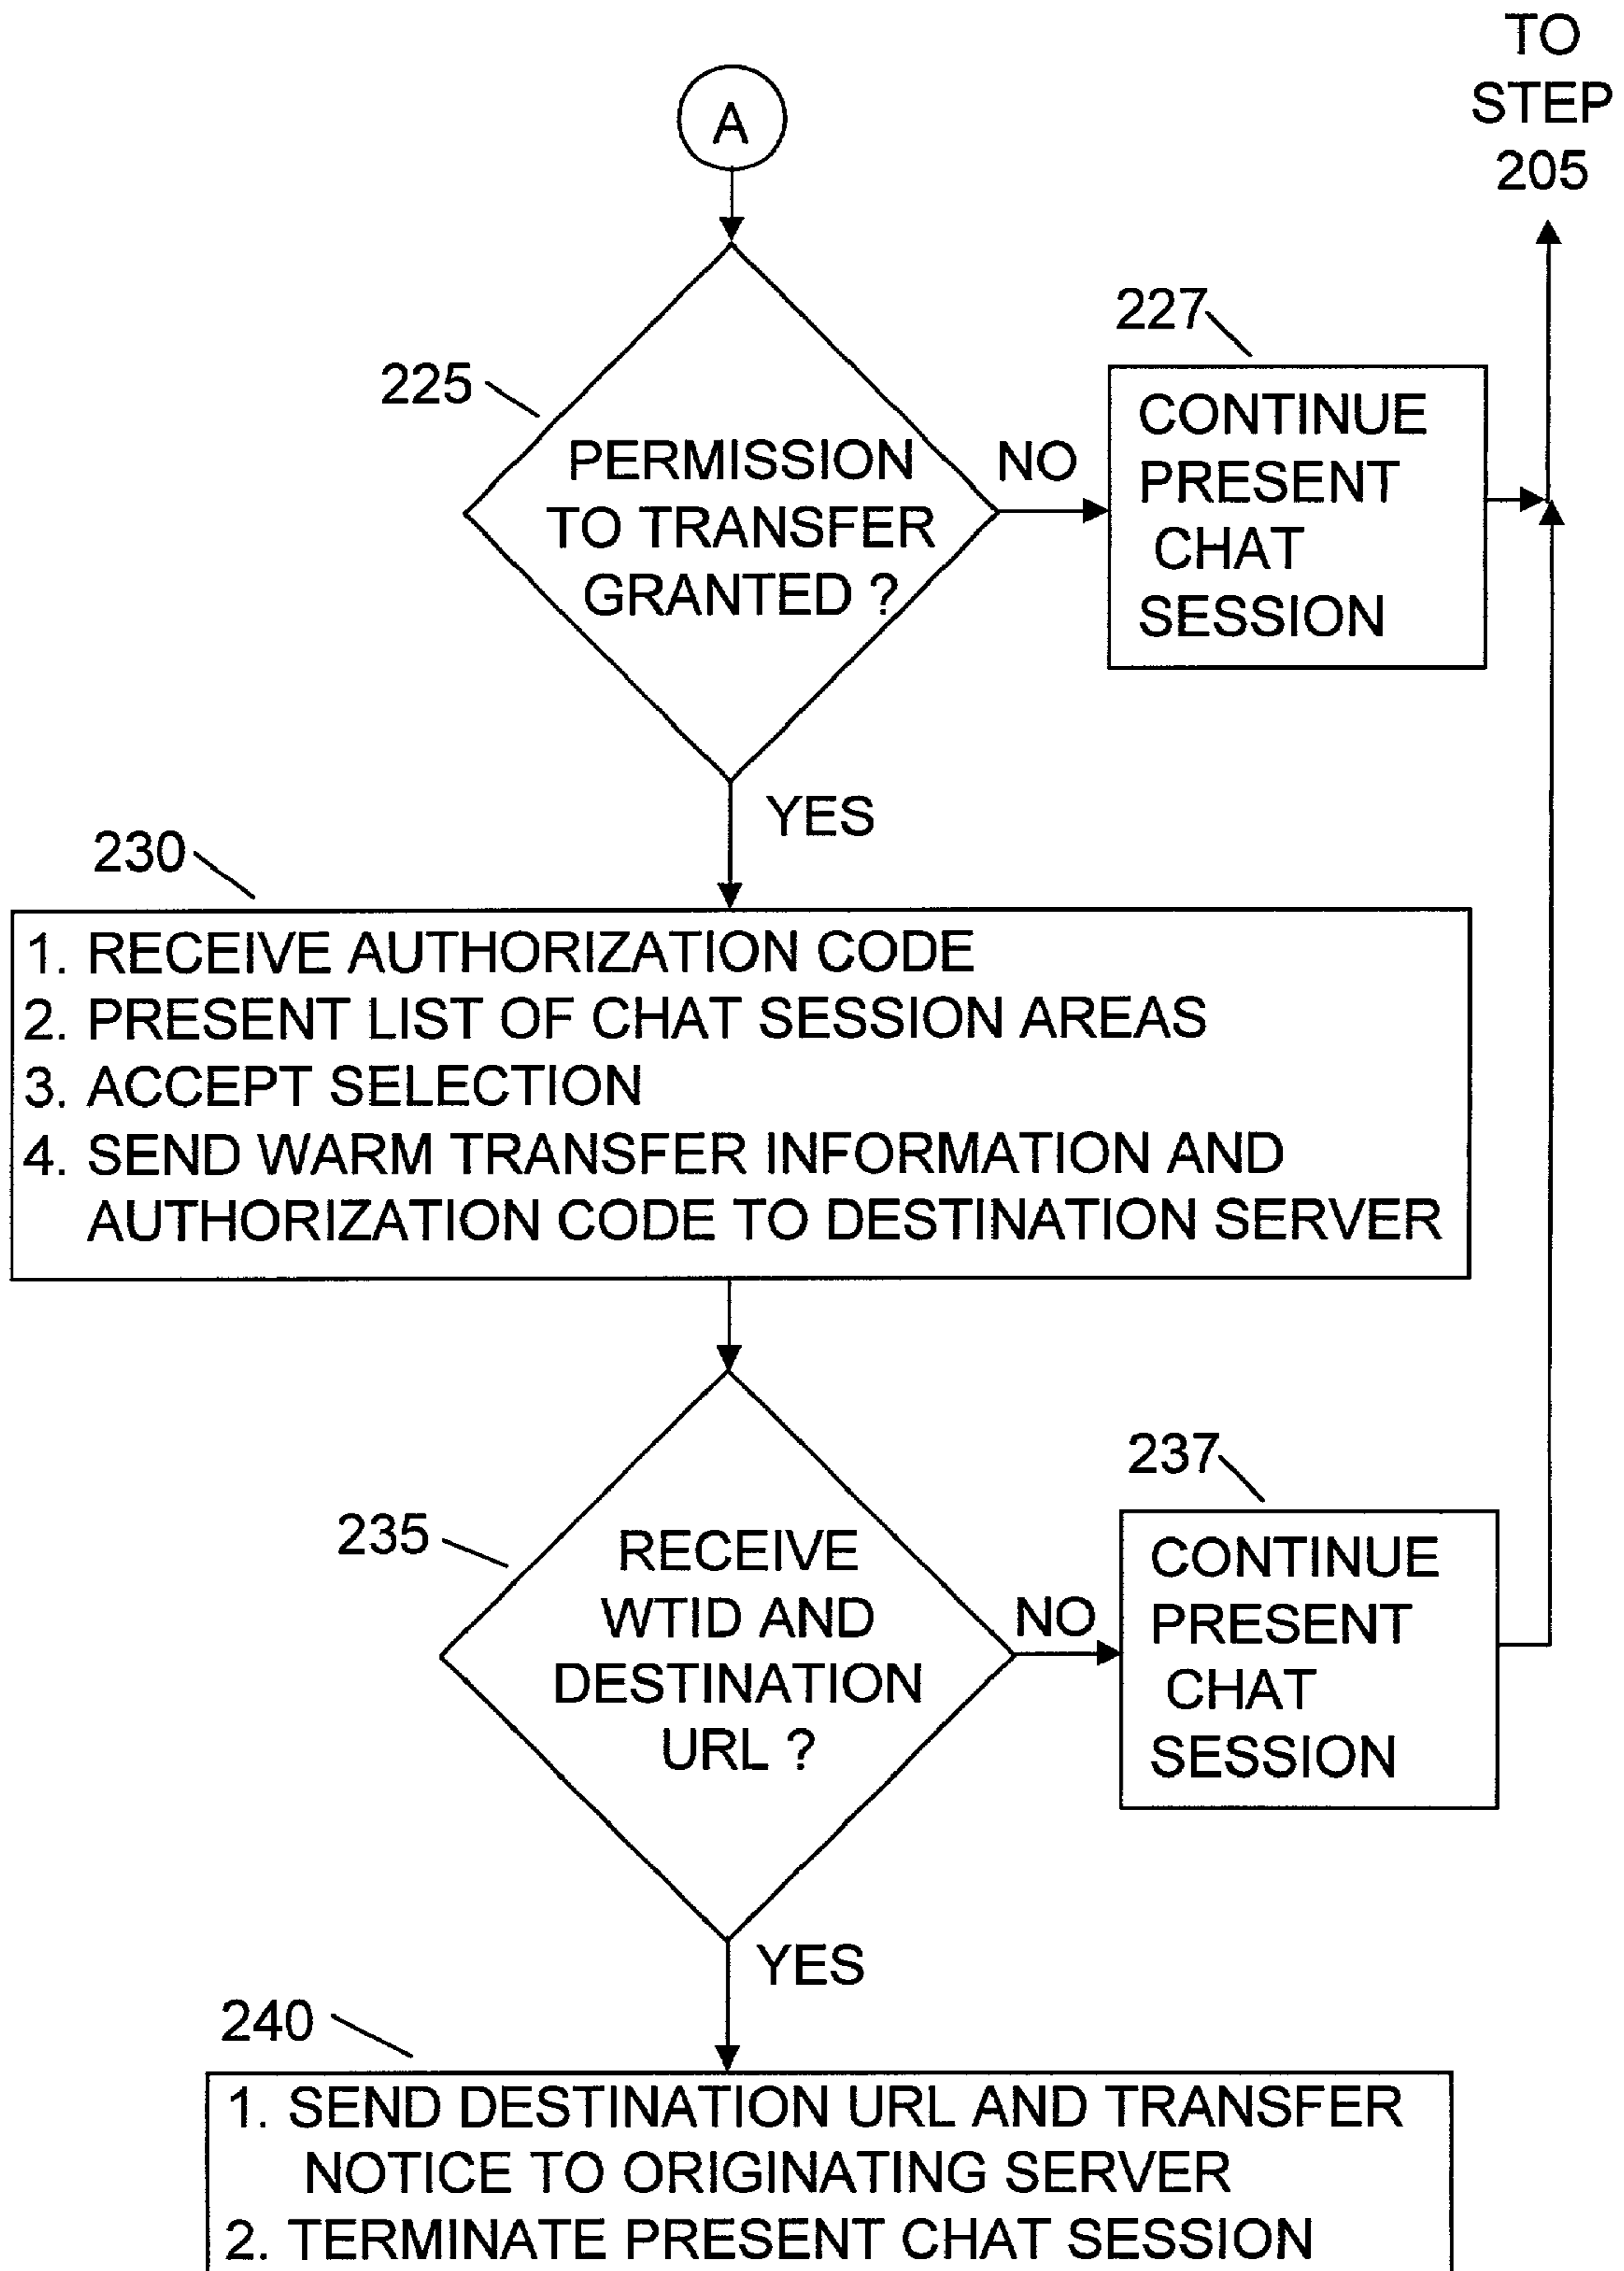 TO
STEP
205
A
227
225
CONTINUE
PRESENT
CHAT
SESSION
PERMISSION
TO TRANSFER
GRANTED ?
NO
YES
230
1. RECEIVE AUTHORIZATION CODE
2. PRESENT LIST OF CHAT SESSION AREAS
3. ACCEPT SELECTION
4. SEND WARM TRANSFER INFORMATION AND
AUTHORIZATION CODE TO DESTINATION SERVER
237
235
RECEIVE
WTID AND
DESTINATION
URL ?
NO
CONTINUE
PRESENT
CHAT
SESSION
YES
240
1. SEND DESTINATION URL AND TRANSFER
NOTICE TO ORIGINATING SERVER
2. TERMINATE PRESENT CHAT SESSION